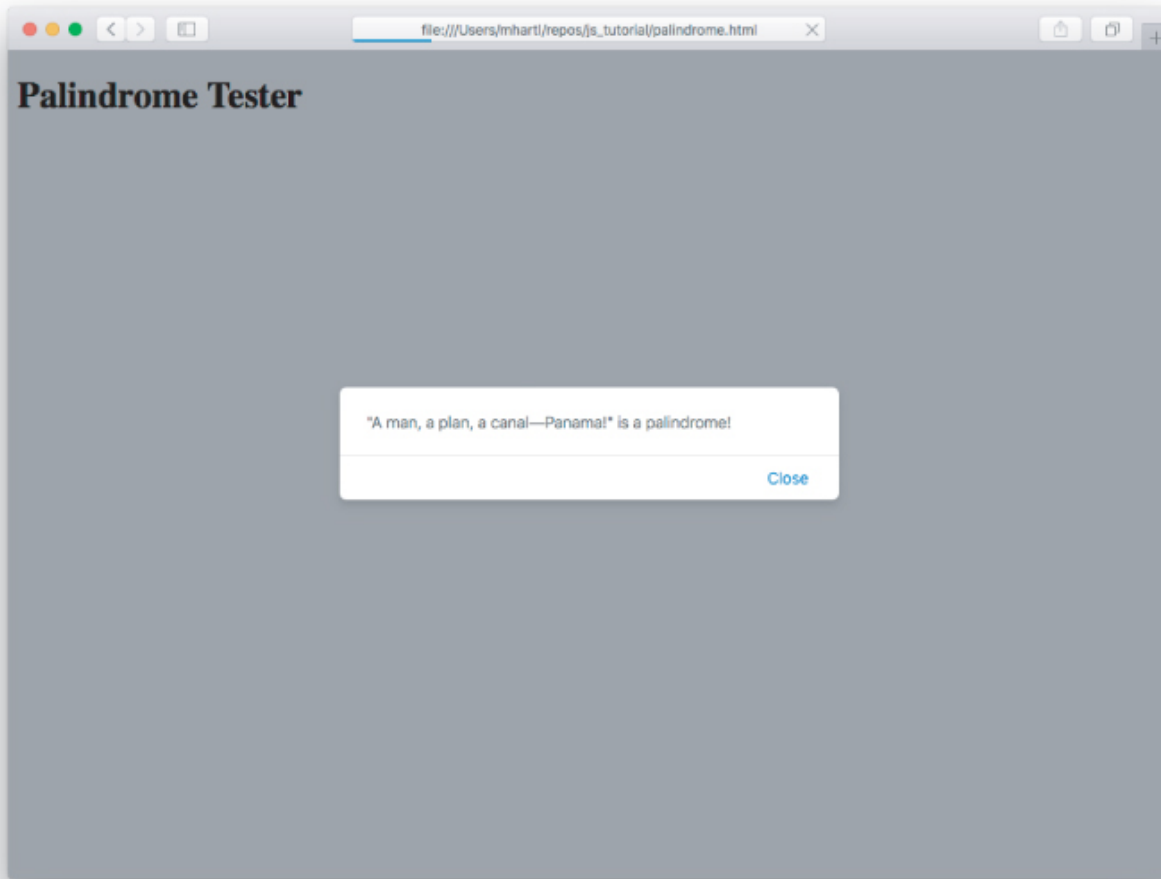 file:///Users/mhartl/repos/js_tutorial/palindrome.html
Palindrome Tester
"A man, a plan, a canal—Panama!" is a palindrome!
Close